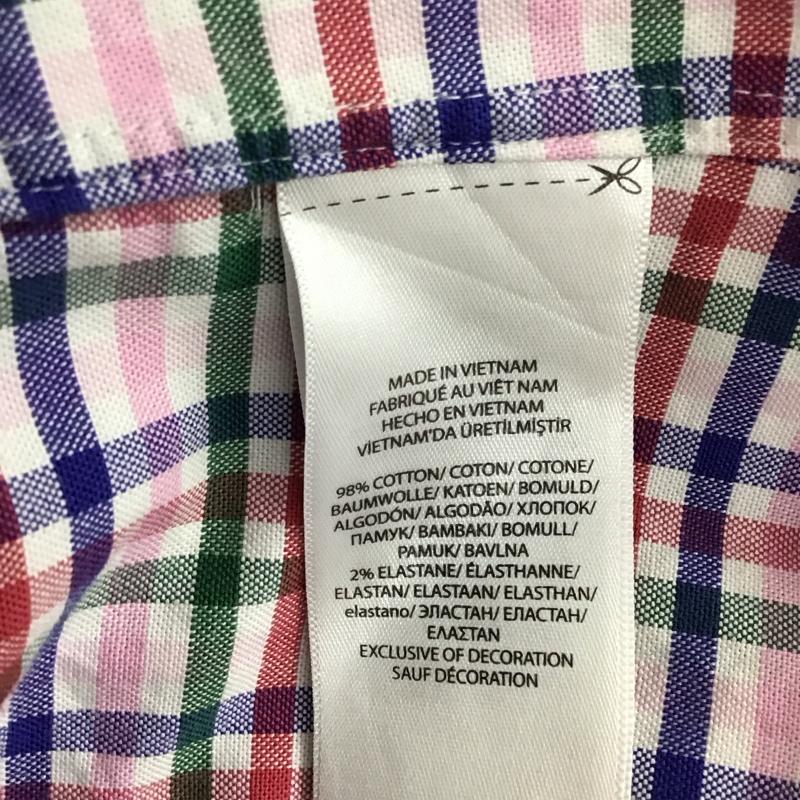 MADE IN VIETNAM
FABRIQUÉ AU VIÊT NAM
HECHO EN VIETNAM
VİETNAM'DA ÜRETİLMİŞTİR
98% COTTON/ COTON/ COTONE/
BAUMWOLLE/ KATOEN/ BOMULD/
ALGODÓN/ ALGODÃO/ ХЛОПОК/
ПАМУК/ BAMBAKI/ BOMULL/
PAMUK/ BAVLNA
2% ELASTANE/ ÉLASTHANNE/
ELASTAN/ ELASTAAN/ ELASTHAN/
elastano/ ЭЛАСТАН/ ЕЛАСТАН/
ΕΛΑΣΤΑΝ
EXCLUSIVE OF DECORATION
SAUF DÉCORATION